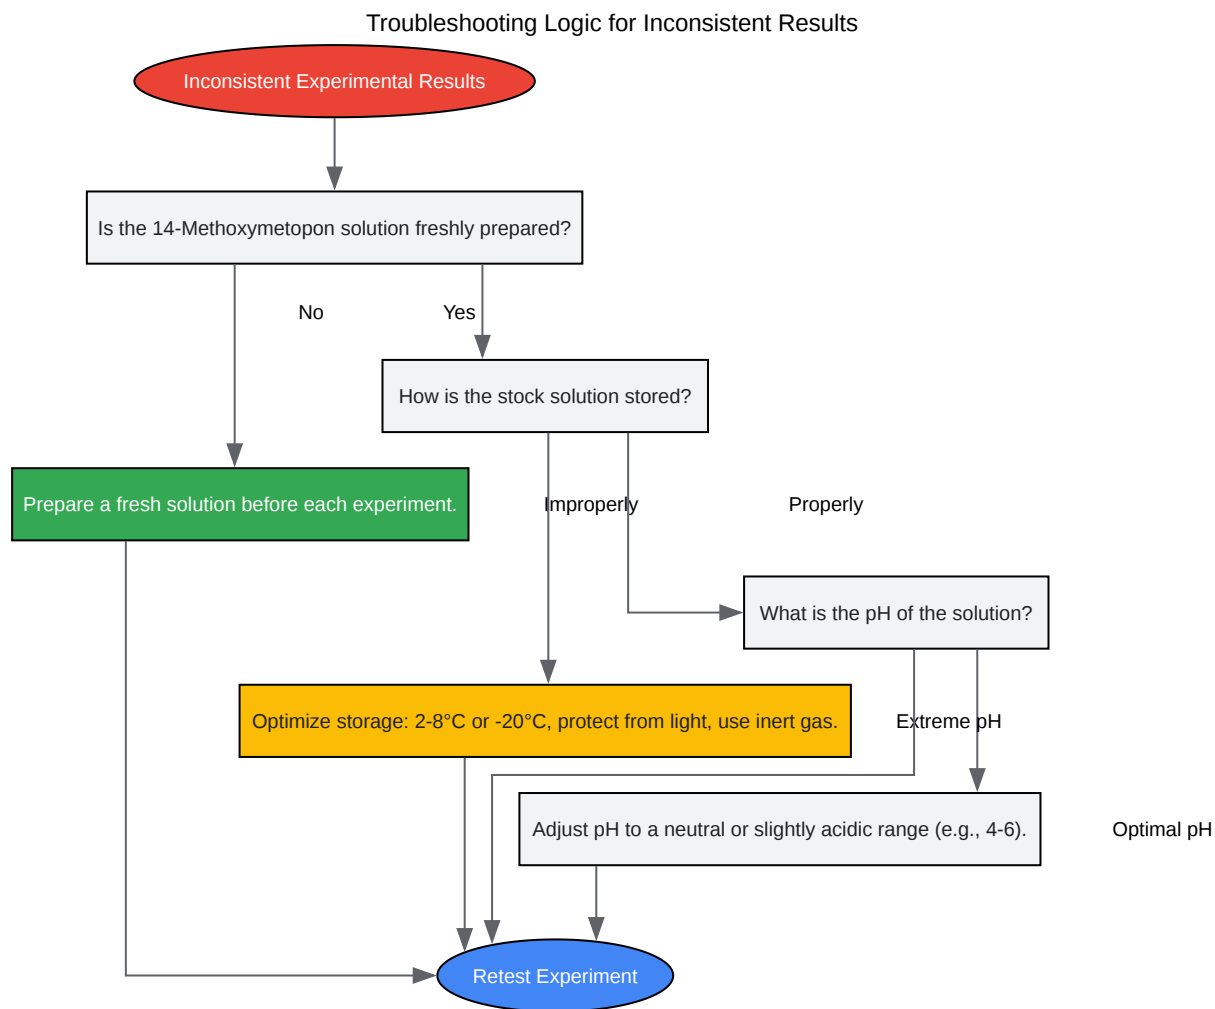 Troubleshooting Logic for Inconsistent Results
Inconsistent Experimental Results
Is the 14-Methoxymetopon solution freshly prepared?
No
Yes
How is the stock solution stored?
Prepare a fresh solution before each experiment.
Improperly
Properly
What is the pH of the solution?
Optimize storage: 2-8°C or -20°C, protect from light, use inert gas.
Extreme pH
Adjust pH to a neutral or slightly acidic range (e.g., 4-6).
Optimal pH
Retest Experiment